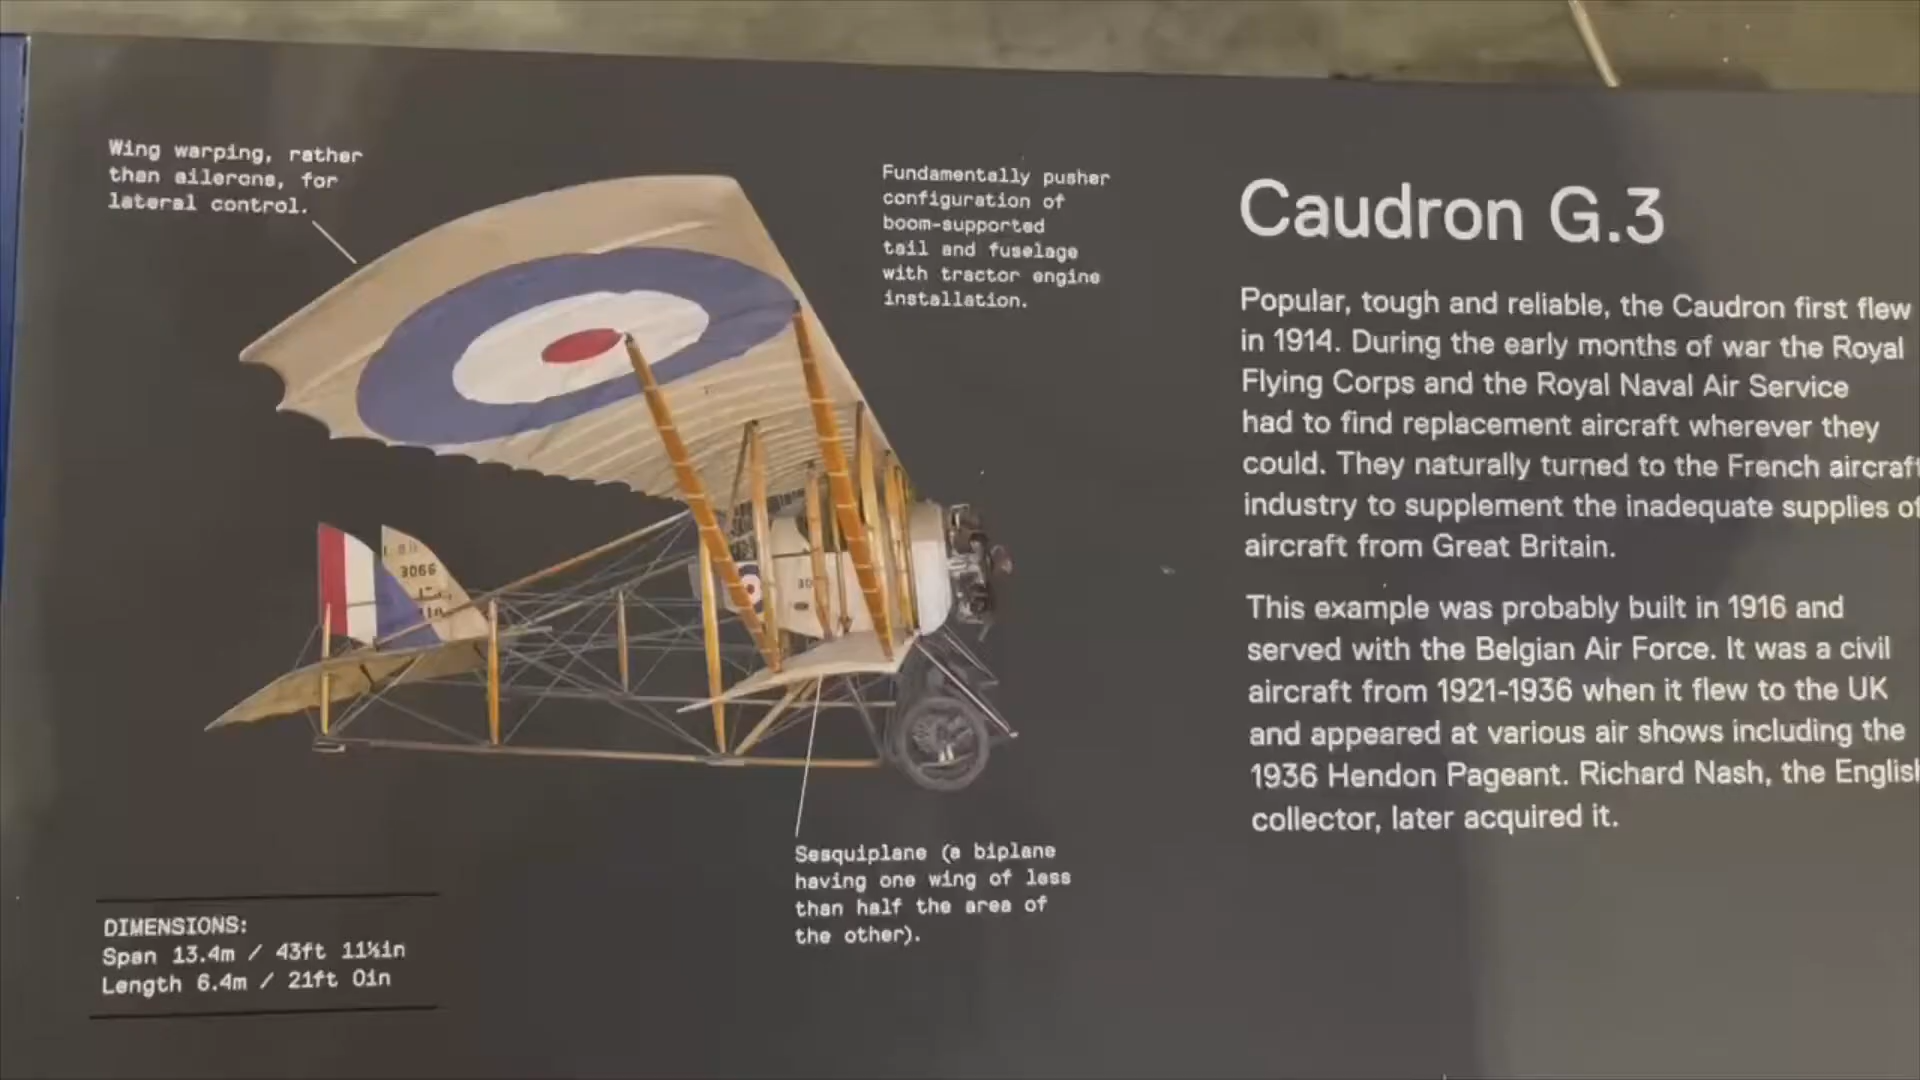 Wing warping, rather
than ailerons, for
lateral control.
Fundamentally pusher
configuration of
boom-supported
tail and fuselage
with tractor engine
installation.
3066
Sesquiplane (a biplane
having one wing of less
than half the area of
the other).
DIMENSIONS:
Span 13.4m / 43ft 11½in
Length 6.4m / 21ft 0in
Caudron G.3
Popular, tough and reliable, the Caudron first flew
in 1914. During the early months of war the Royal
Flying Corps and the Royal Naval Air Service
had to find replacement aircraft wherever they
could. They naturally turned to the French aircraft
industry to supplement the inadequate supplies of
aircraft from Great Britain.
This example was probably built in 1916 and
served with the Belgian Air Force. It was a civil
aircraft from 1921-1936 when it flew to the UK
and appeared at various air shows including the
1936 Hendon Pageant. Richard Nash, the English
collector, later acquired it.